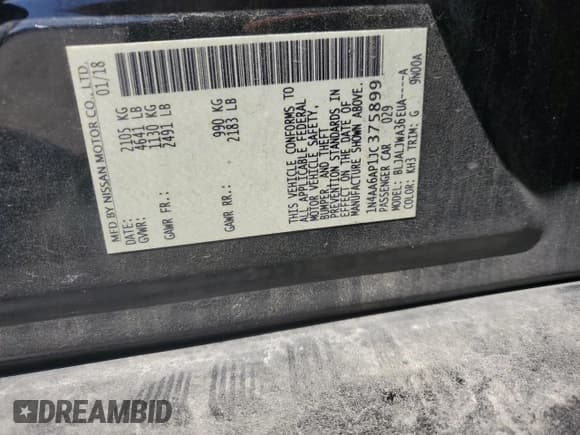 MFD BY NISSAN MOTOR CO., LTD.
DATE: 01/18
GVWR: 2105 KG
4641 LB
GAWR FR.: 1130 KG
2491 LB
GAWR RR.: 990 KG
2183 LB
THIS VEHICLE CONFORMS TO
ALL APPLICABLE FEDERAL
MOTOR VEHICLE SAFETY,
BUMPER, AND THEFT
PREVENTION STANDARDS IN
EFFECT ON THE DATE OF
MANUFACTURE SHOWN ABOVE.
1N4AA6AP1JC375899
PASSENGER CAR 029
MODEL: BLJALJWA36EUA----A
COLOR: KH3 TRIM: G 9N00A
DREAMBID